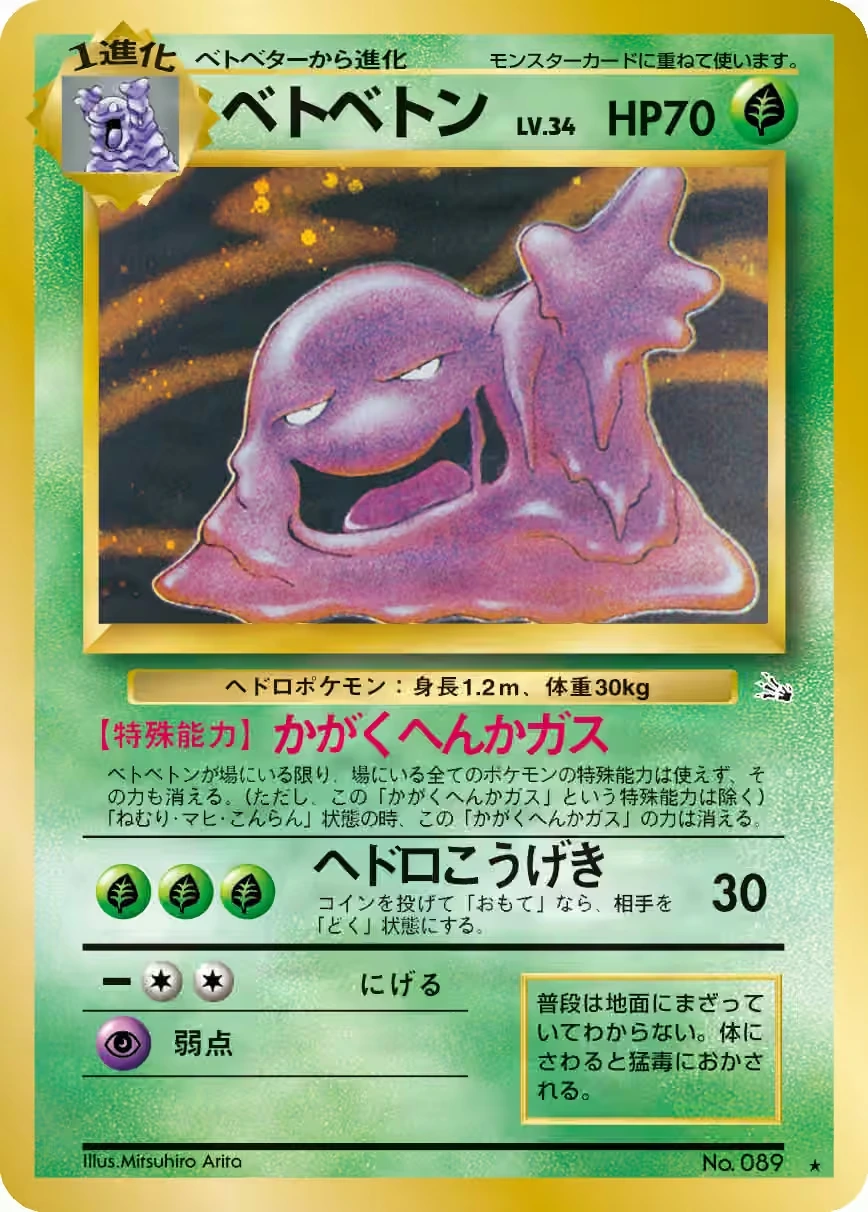 1進化 ベトベターから進化 モンスターカードに重ねて使います。
ベトベトン LV.34 HP70
ヘドロポケモン：身長1.2m、体重30kg
【特殊能力】かがくへんかガス
ベトベトンが場にいる限り、場にいる全てのポケモンの特殊能力は使えず、そ
の力も消える。（ただし、この「かがくへんかガス」という特殊能力は除く）
「ねむり・マヒ・こんらん」状態の時、この「かがくへんかガス」の力は消える。
ヘドロこうげき 30
コインを投げて「おもて」なら、相手を
「どく」状態にする。
にげる
弱点
普段は地面にまざって
いてわからない。体に
さわると猛毒におかさ
れる。
Illus.Mitsuhiro Arita No.089 ★